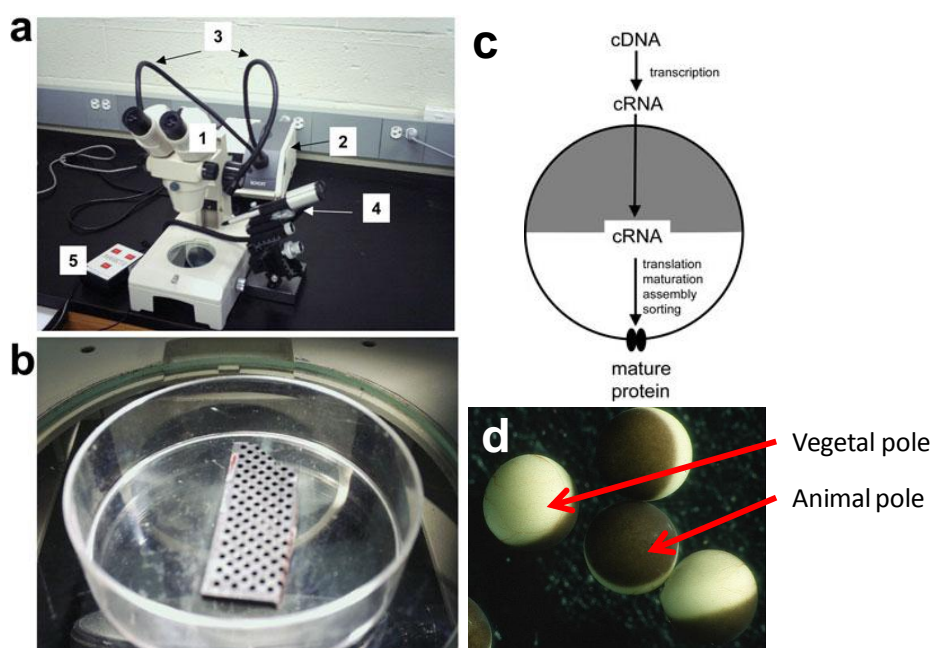 a
3
1
2
4
5
b
c
cDNA
transcription
cRNA
cRNA
translation
maturation
assembly
sorting
mature
protein
d
Vegetal pole
Animal pole